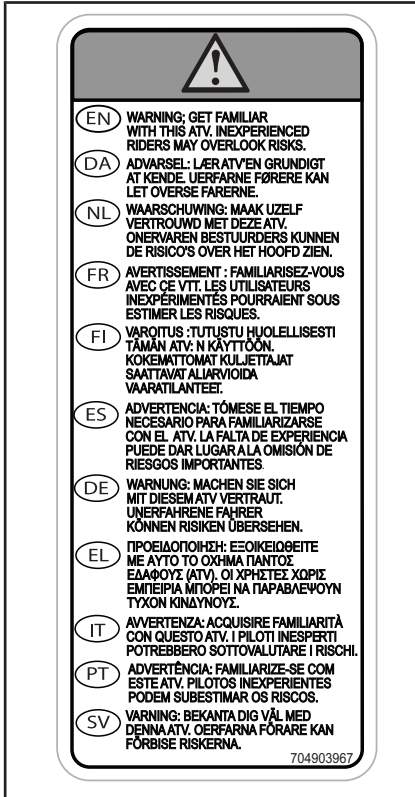 EN WARNING; GET FAMILIAR
WITH THIS ATV. INEXPERIENCED
RIDERS MAY OVERLOOK RISKS.
DA ADVARSEL: LÆR ATV'EN GRUNDIGT
AT KENDE. UERFARNE FØRERE KAN
LET OVERSE FARERNE.
NL WAARSCHUWING: MAAK UZELF
VERTROUWD MET DEZE ATV.
ONERVAREN BESTUURDERS KUNNEN
DE RISICO'S OVER HET HOOFD ZIEN.
FR AVERTISSEMENT : FAMILIARISEZ-VOUS
AVEC CE VTT. LES UTILISATEURS
INEXPÉRIMENTÉS POURRAIENT SOUS
ESTIMER LES RISQUES.
FI VAROITUS :TUTUSTU HUOLELLISESTI
TÄMÄN ATV: N KÄYTTÖÖN.
KOKEMATTOMAT KULJETTAJAT
SAATTAVAT ALIARVIOIDA
VAARATILANTEET.
ES ADVERTENCIA: TÓMESE EL TIEMPO
NECESARIO PARA FAMILIARIZARSE
CON EL ATV. LA FALTA DE EXPERIENCIA
PUEDE DAR LUGAR A LA OMISIÓN DE
RIESGOS IMPORTANTES.
DE WARNUNG: MACHEN SIE SICH
MIT DIESEM ATV VERTRAUT.
UNERFAHRENE FAHRER
KÖNNEN RISIKEN ÜBERSEHEN.
EL ΠΡΟΕΙΔΟΠΟΙΗΣΗ: ΕΞΟΙΚΕΙΩΘΕΙΤΕ
ΜΕ ΑΥΤΟ ΤΟ ΟΧΗΜΑ ΠΑΝΤΟΣ
ΕΔΑΦΟΥΣ (ATV). ΟΙ ΧΡΗΣΤΕΣ ΧΩΡΙΣ
ΕΜΠΕΙΡΙΑ ΜΠΟΡΕΙ ΝΑ ΠΑΡΑΒΛΕΨΟΥΝ
ΤΥΧΟΝ ΚΙΝΔΥΝΟΥΣ.
IT AVVERTENZA: ACQUISIRE FAMILIARITÀ
CON QUESTO ATV. I PILOTI INESPERTI
POTREBBERO SOTTOVALUTARE I RISCHI.
PT ADVERTÊNCIA: FAMILIARIZE-SE COM
ESTE ATV. PILOTOS INEXPERIENTES
PODEM SUBESTIMAR OS RISCOS.
SV VARNING: BEKANTA DIG VÄL MED
DENNA ATV. OERFARNA FÖRARE KAN
FÖRBISE RISKERNA.
704903967